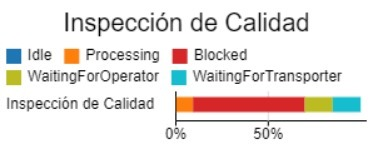 Inspección de Calidad
Idle Processing Blocked
WaitingForOperator WaitingForTransporter
Inspección de Calidad
0% 50%